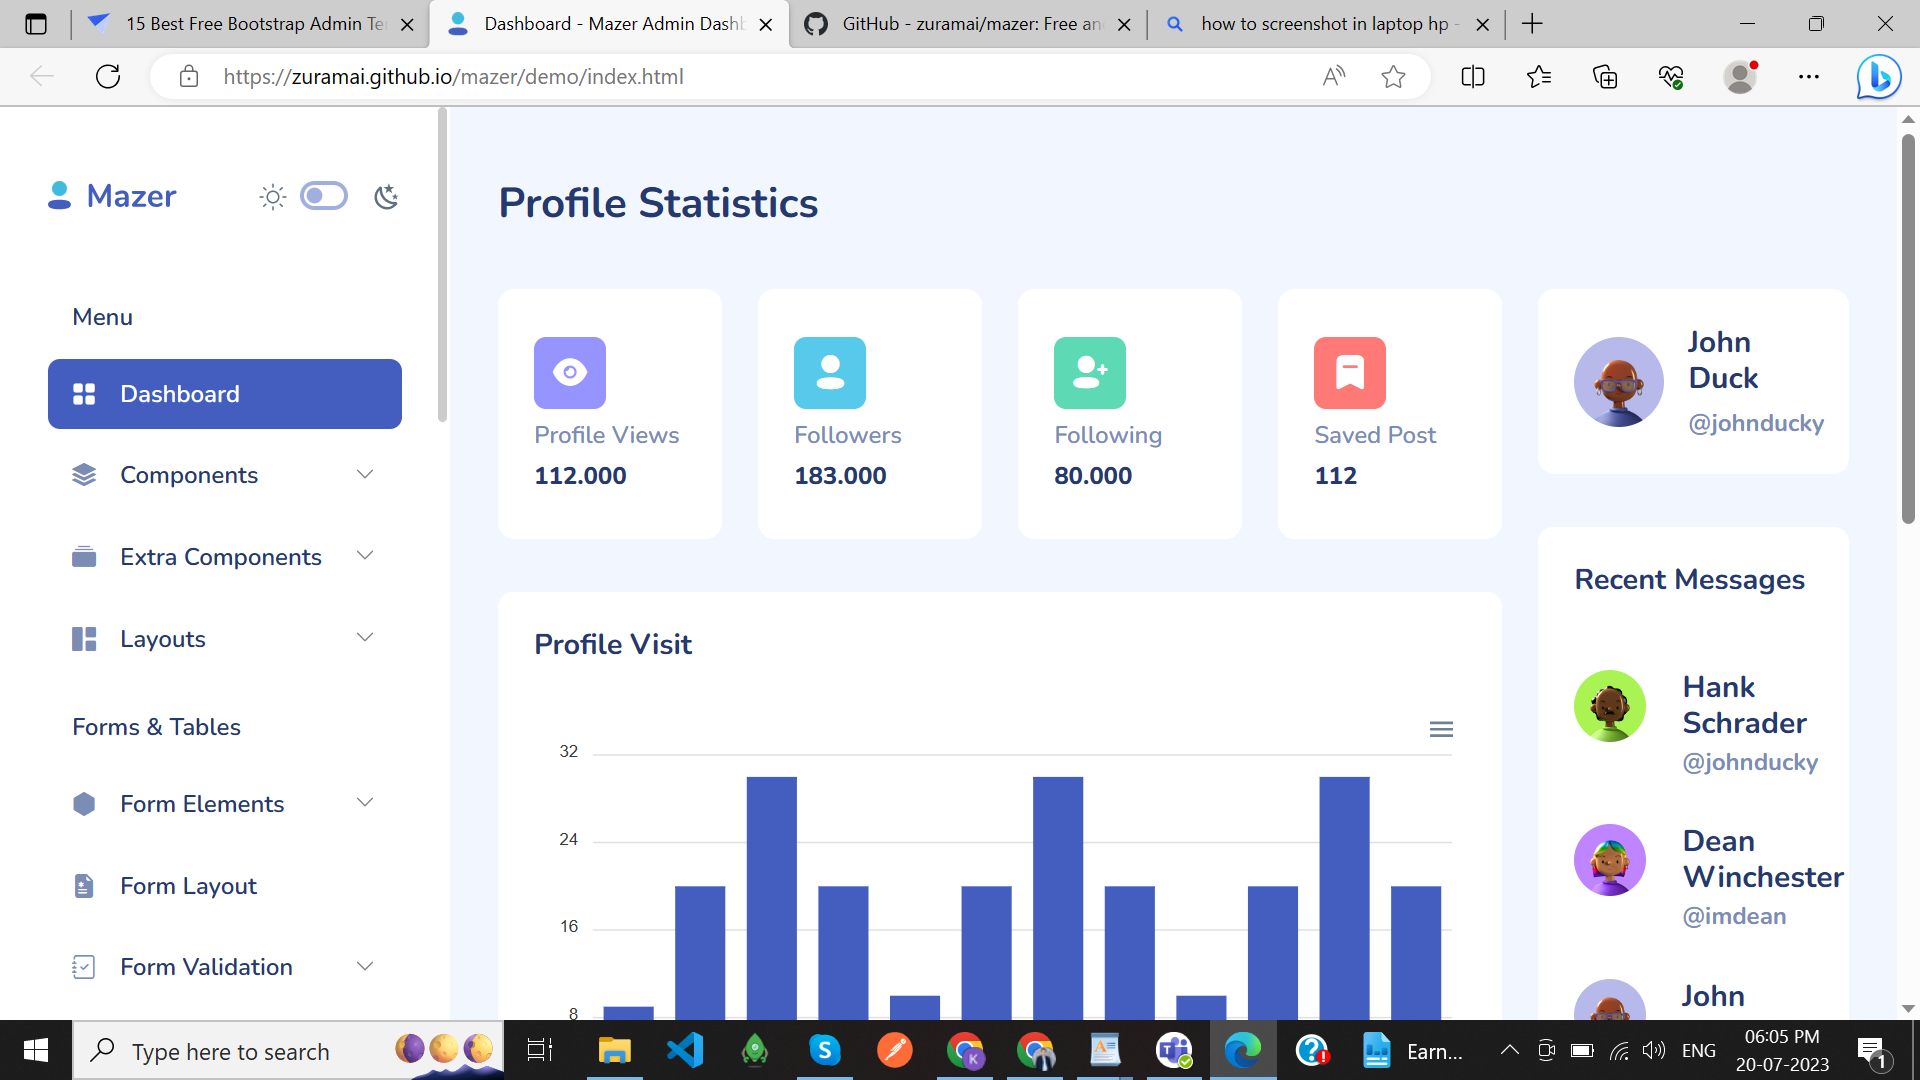 15 Best Free Bootstrap Admin Te
Dashboard - Mazer Admin Dashb
GitHub - zuramai/mazer: Free an
how to screenshot in laptop hp -
https://zuramai.github.io/mazer/demo/index.html
Mazer
Menu
Dashboard
Components
Extra Components
Layouts
Forms & Tables
Form Elements
Form Layout
Form Validation
Profile Statistics
Profile Views
112.000
Followers
183.000
Following
80.000
Saved Post
112
John
Duck
@johnducky
Profile Visit
32
24
16
8
Recent Messages
Hank
Schrader
@johnducky
Dean
Winchester
@imdean
John
Type here to search
Earn...
ENG
06:05 PM
20-07-2023
1